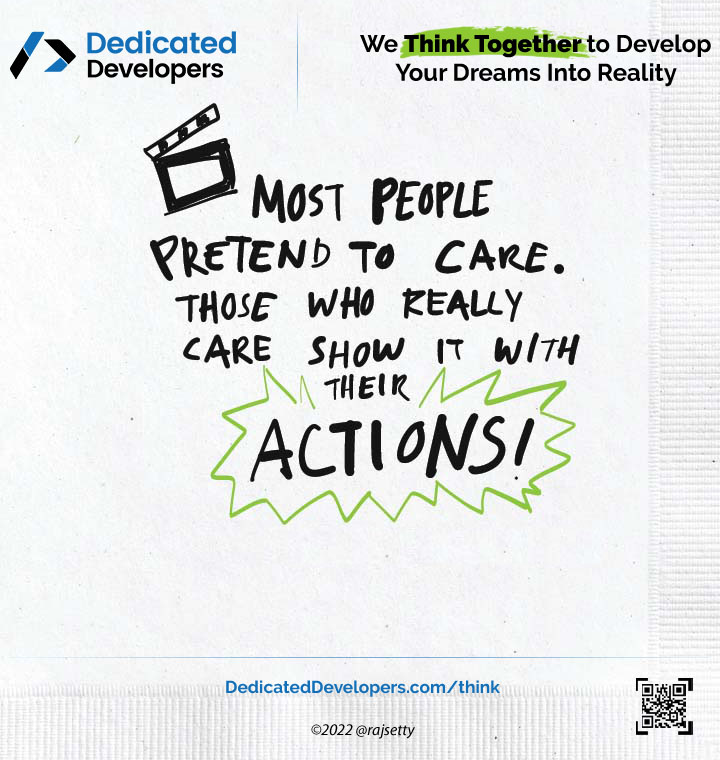 Dedicated
Developers
We Think Together to Develop
Your Dreams Into Reality
MOST PEOPLE
PRETEND TO CARE.
THOSE WHO REALLY
CARE SHOW IT WITH
THEIR
ACTIONS!
DedicatedDevelopers.com/think
©2022 @rajsetty